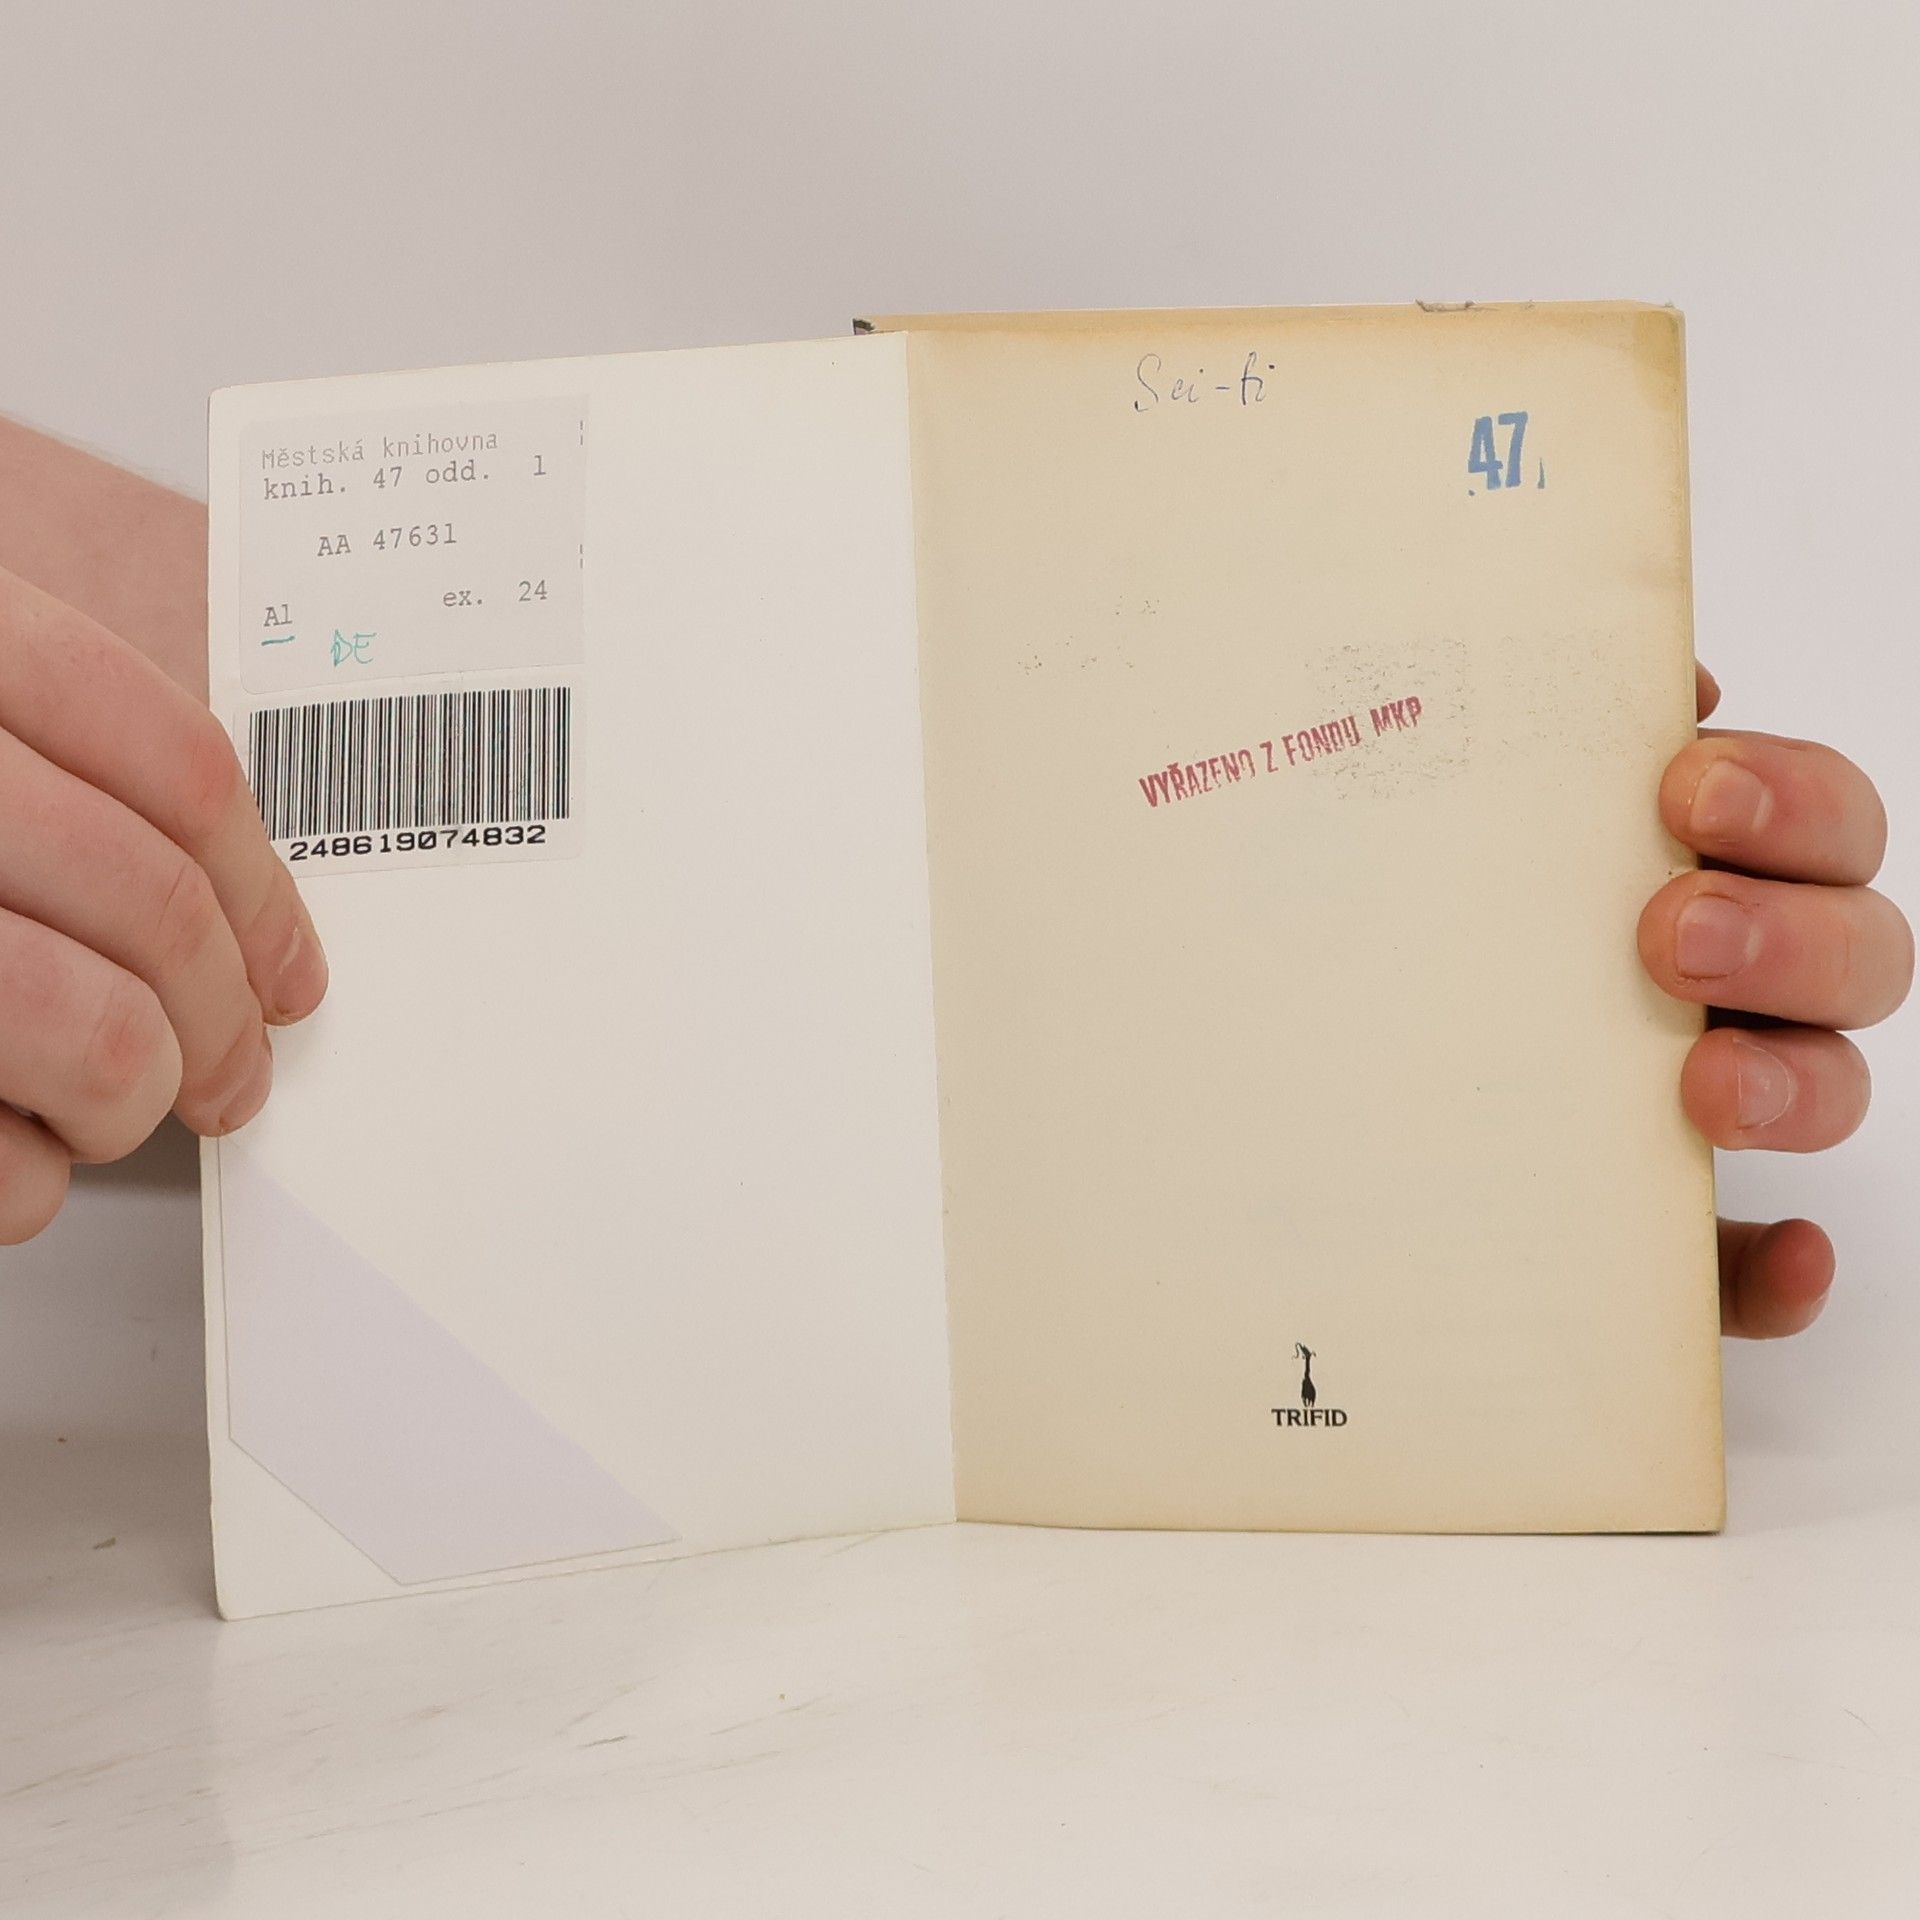 Městská knihovna
knih. 47 odd. 1
AA 47631
Al ex. 24
DE
248619074832
Sci-fi
47
VYŘAZENO Z FONDU MKP
TRIFID